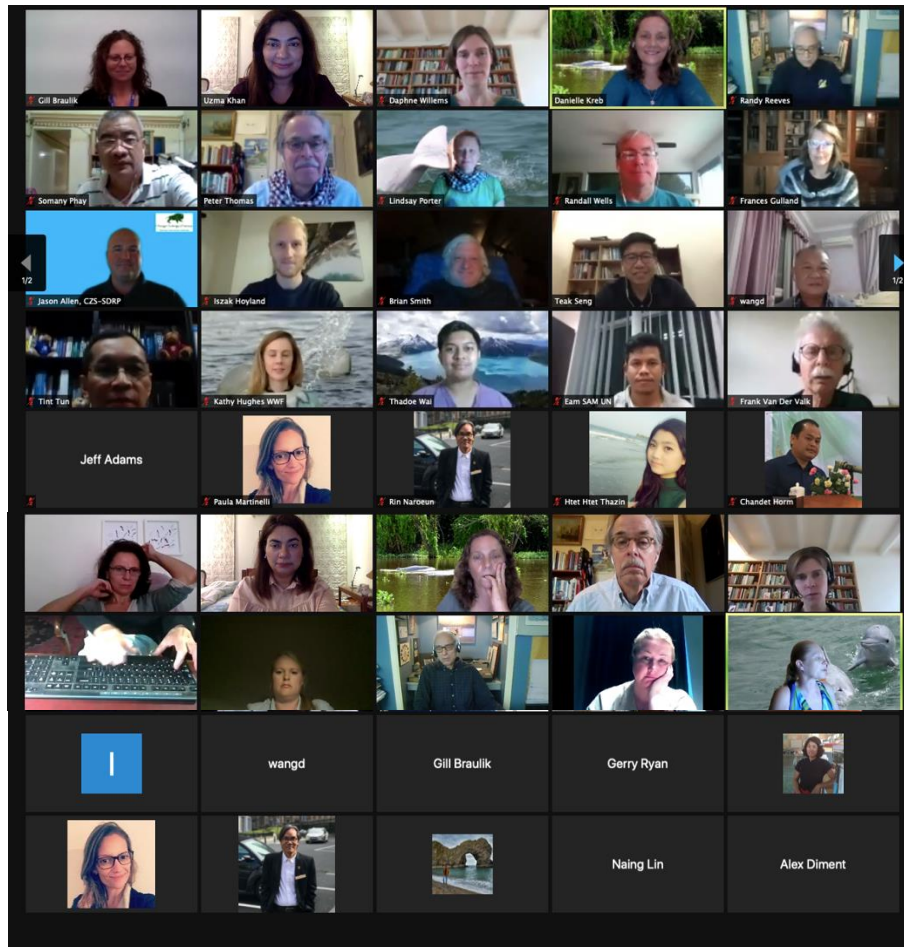 Gill Braulik
Uzma Khan
Daphne Willems
Danielle Kreb
Randy Reeves
Somany Phay
Peter Thomas
Lindsay Porter
Randall Wells
Frances Gulland
1/2
Jason Allen, CZS-SDRP
Iszak Hoyland
Brian Smith
Teak Seng
wangd
1/2
Tint Tun
Kathy Hughes WWF
Thadoe Wai
Eam SAM UN
Frank Van Der Valk
Jeff Adams
Paula Martinelli
Rin Naroeun
Htet Htet Thazin
Chandet Horm
I
wangd
Gill Braulik
Gerry Ryan
Naing Lin
Alex Diment